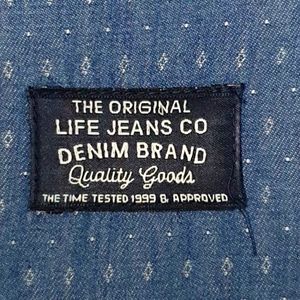 THE ORIGINAL
LIFE JEANS CO
DENIM BRAND
Quality Goods
THE TIME TESTED 1999 & APPROVED